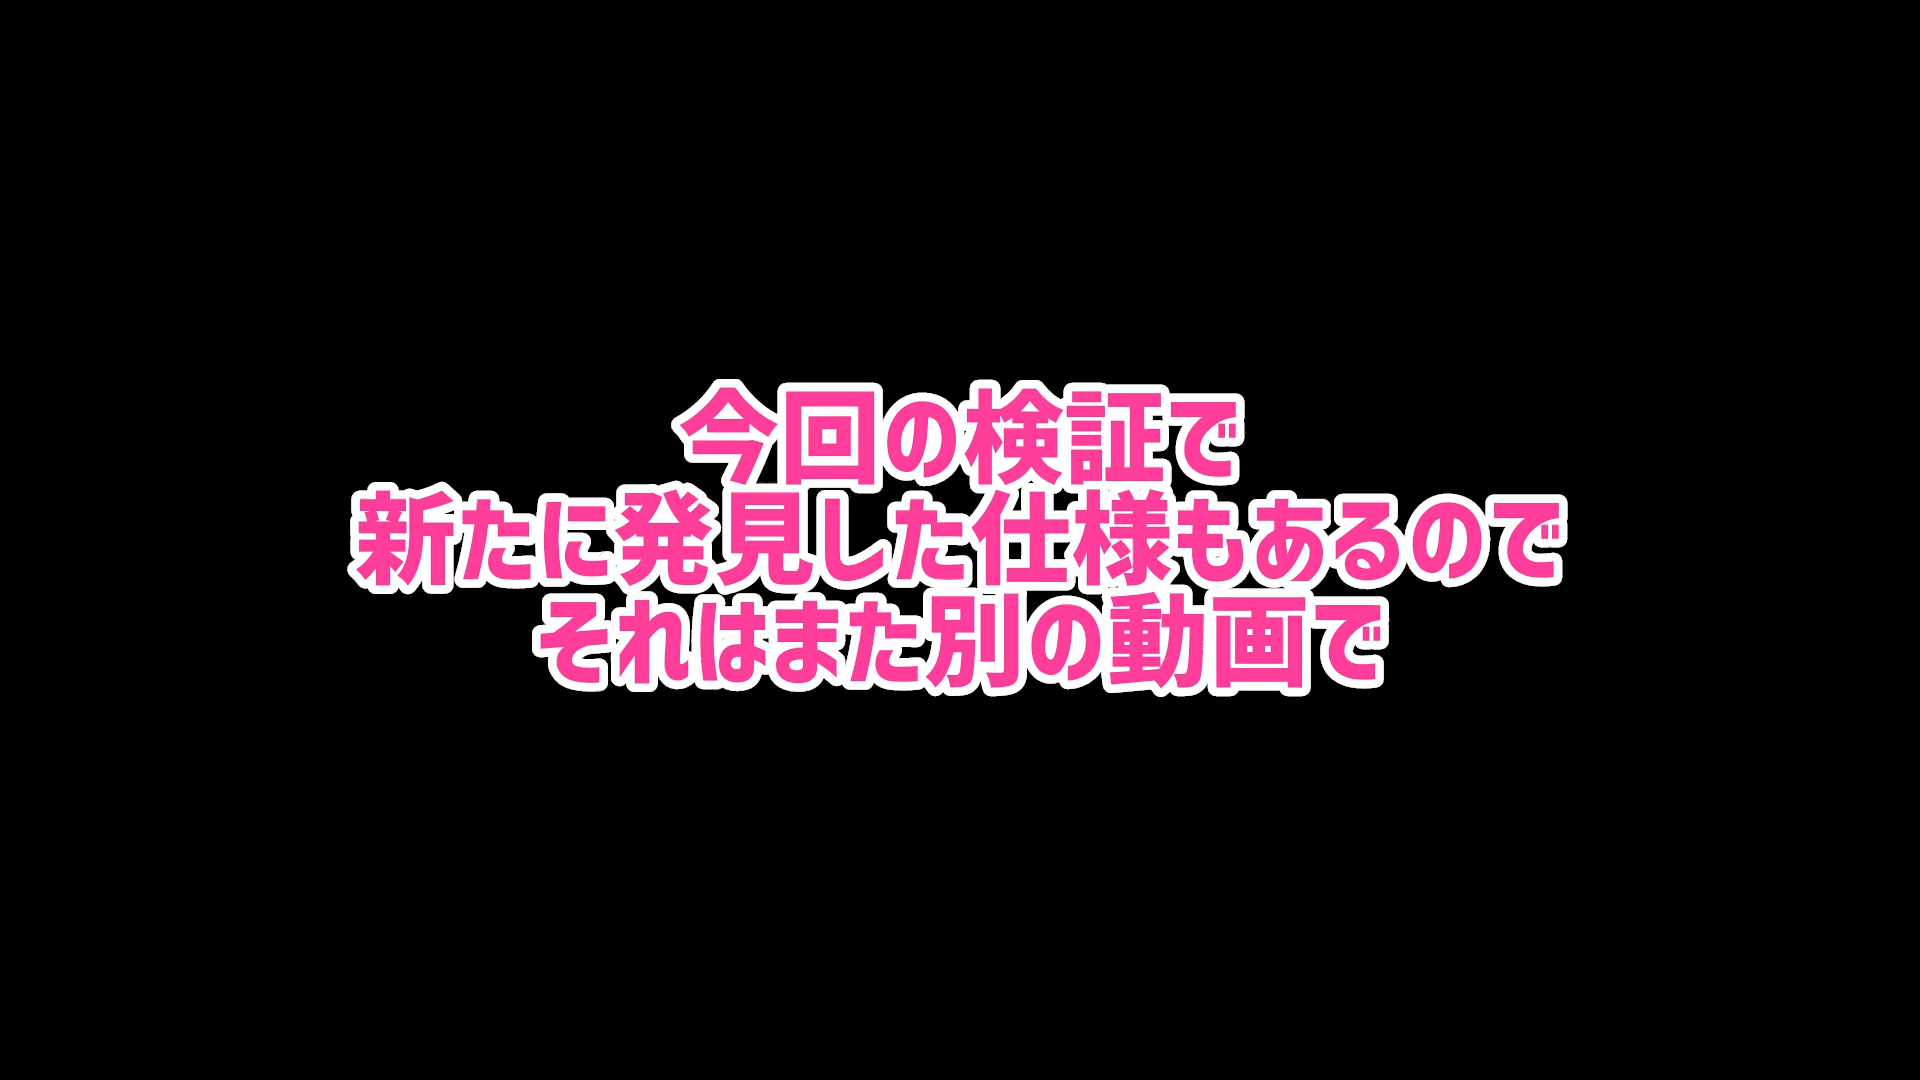 今回の検証で
新たに発見した仕様もあるので
それはまた別の動画で